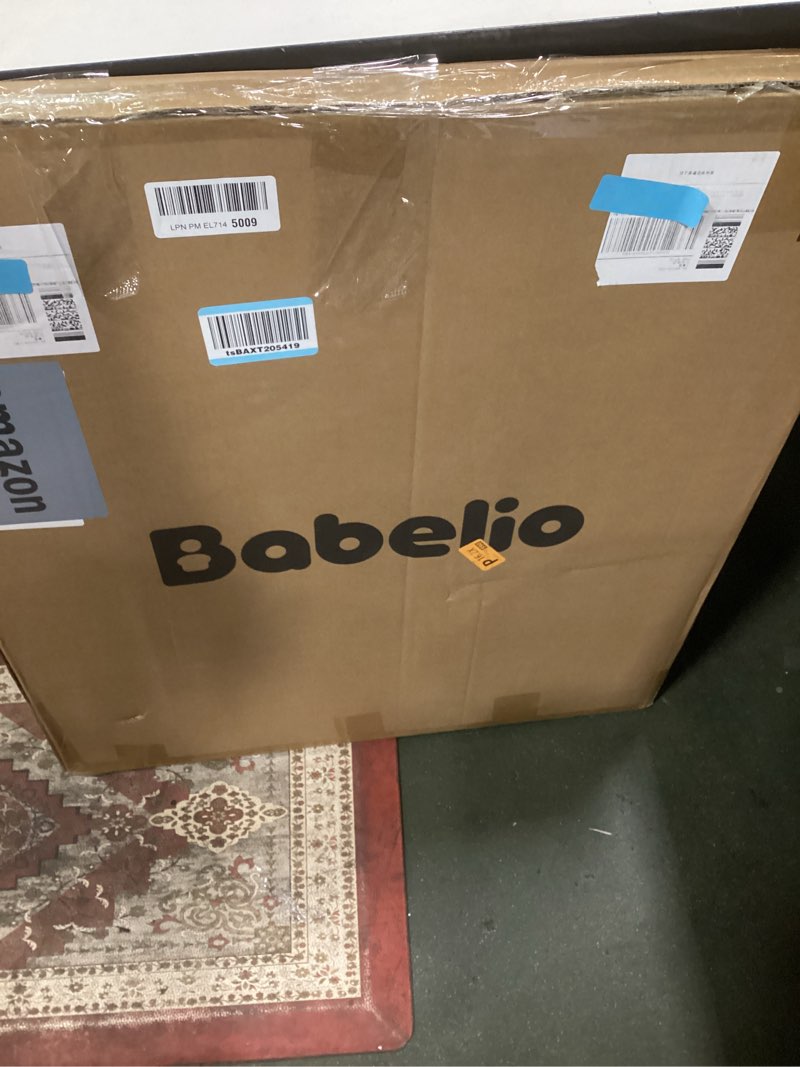 LPN PM EL714 5009
tsBAXT205419
amazon
Babelio
P